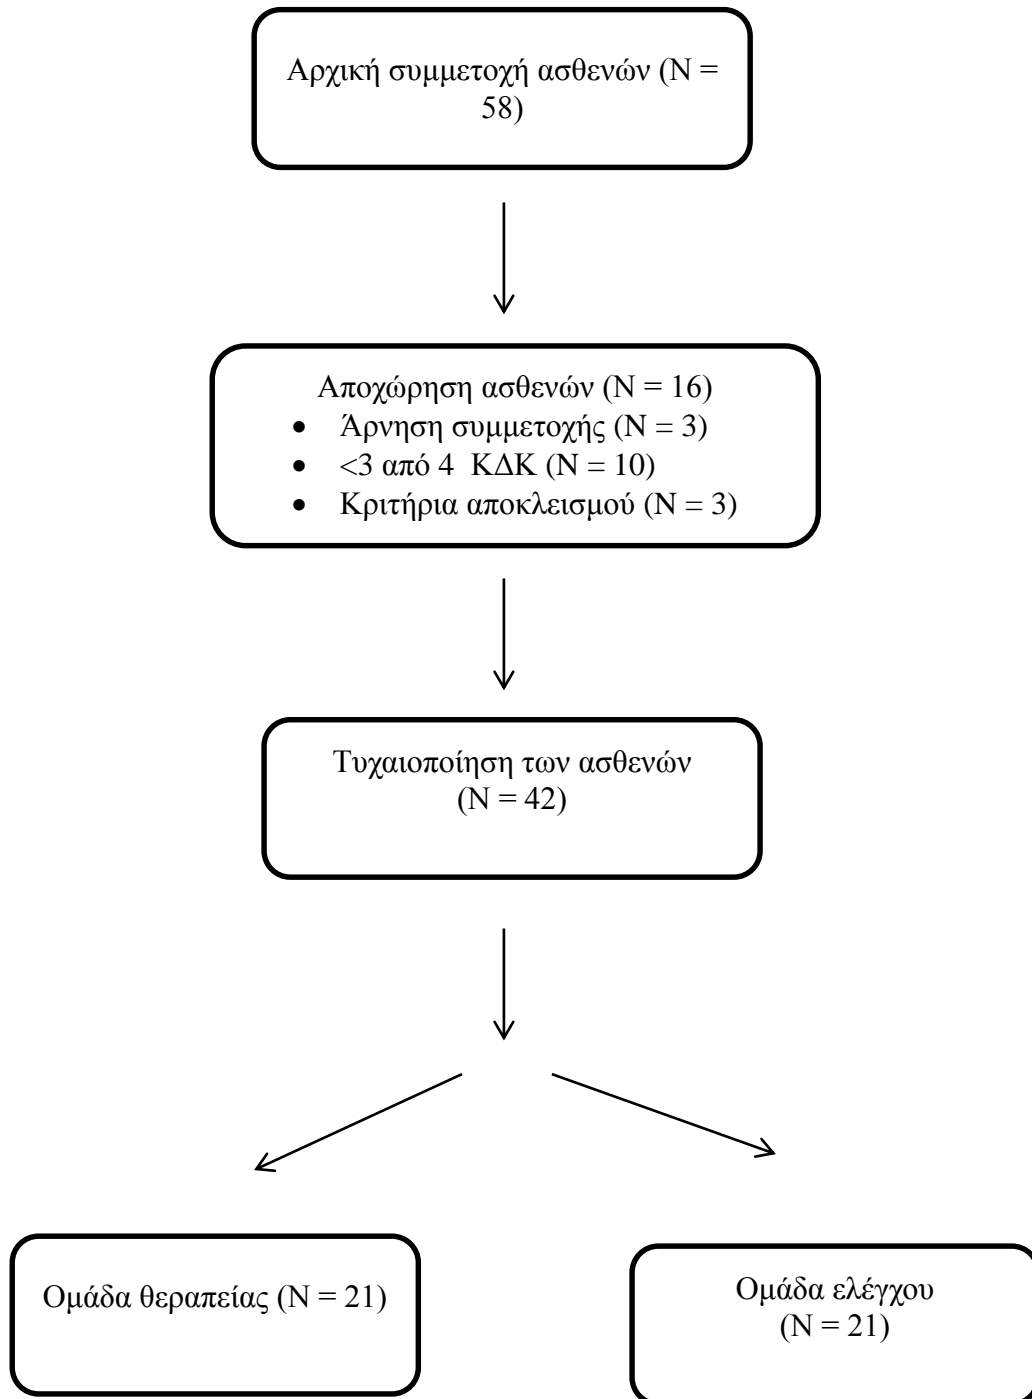 Αρχική συμμετοχή ασθενών (N =
58)
Αποχώρηση ασθενών (N = 16)
• Άρνηση συμμετοχής (N = 3)
• <3 από 4 ΚΔΚ (N = 10)
• Κριτήρια αποκλεισμού (N = 3)
Τυχαιοποίηση των ασθενών
(N = 42)
Ομάδα θεραπείας (N = 21)
Ομάδα ελέγχου
(N = 21)